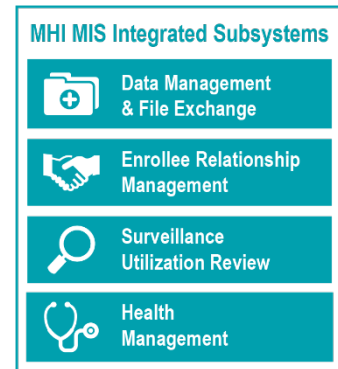 MHI MIS Integrated Subsystems
Data Management
& File Exchange
Enrollee Relationship
Management
Surveillance
Utilization Review
Health
Management